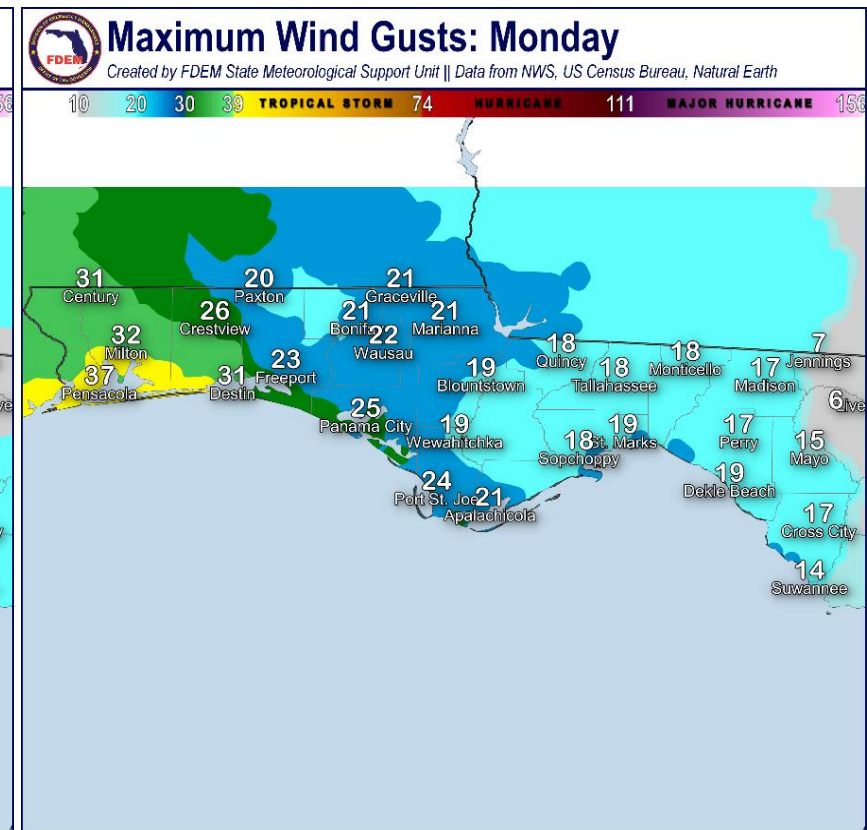 Maximum Wind Gusts: Monday
Created by FDEM State Meteorological Support Unit || Data from NWS, US Census Bureau, Natural Earth
FDEM
10 20 30 39 TROPICAL STORM 74 HURRICANE 111 MAJOR HURRICANE 156
31
Century
20
Paxton
21
Graceville
26
Crestview
21
Bonifa
21
Marianna
32
Milton
22
Wausau
18
Quincy
18
Monticello
7
Jennings
37
Pensacola
31
Destin
23
Freeport
19
Blountstown
18
Tallahassee
17
Madison
6
Live
25
Panama City
19
Wewahitchka
18
Sopchoppy
19
St. Marks
17
Perry
15
Mayo
24
Port St. Joe
21
Apalachicola
19
Dekle Beach
17
Cross City
14
Suwannee